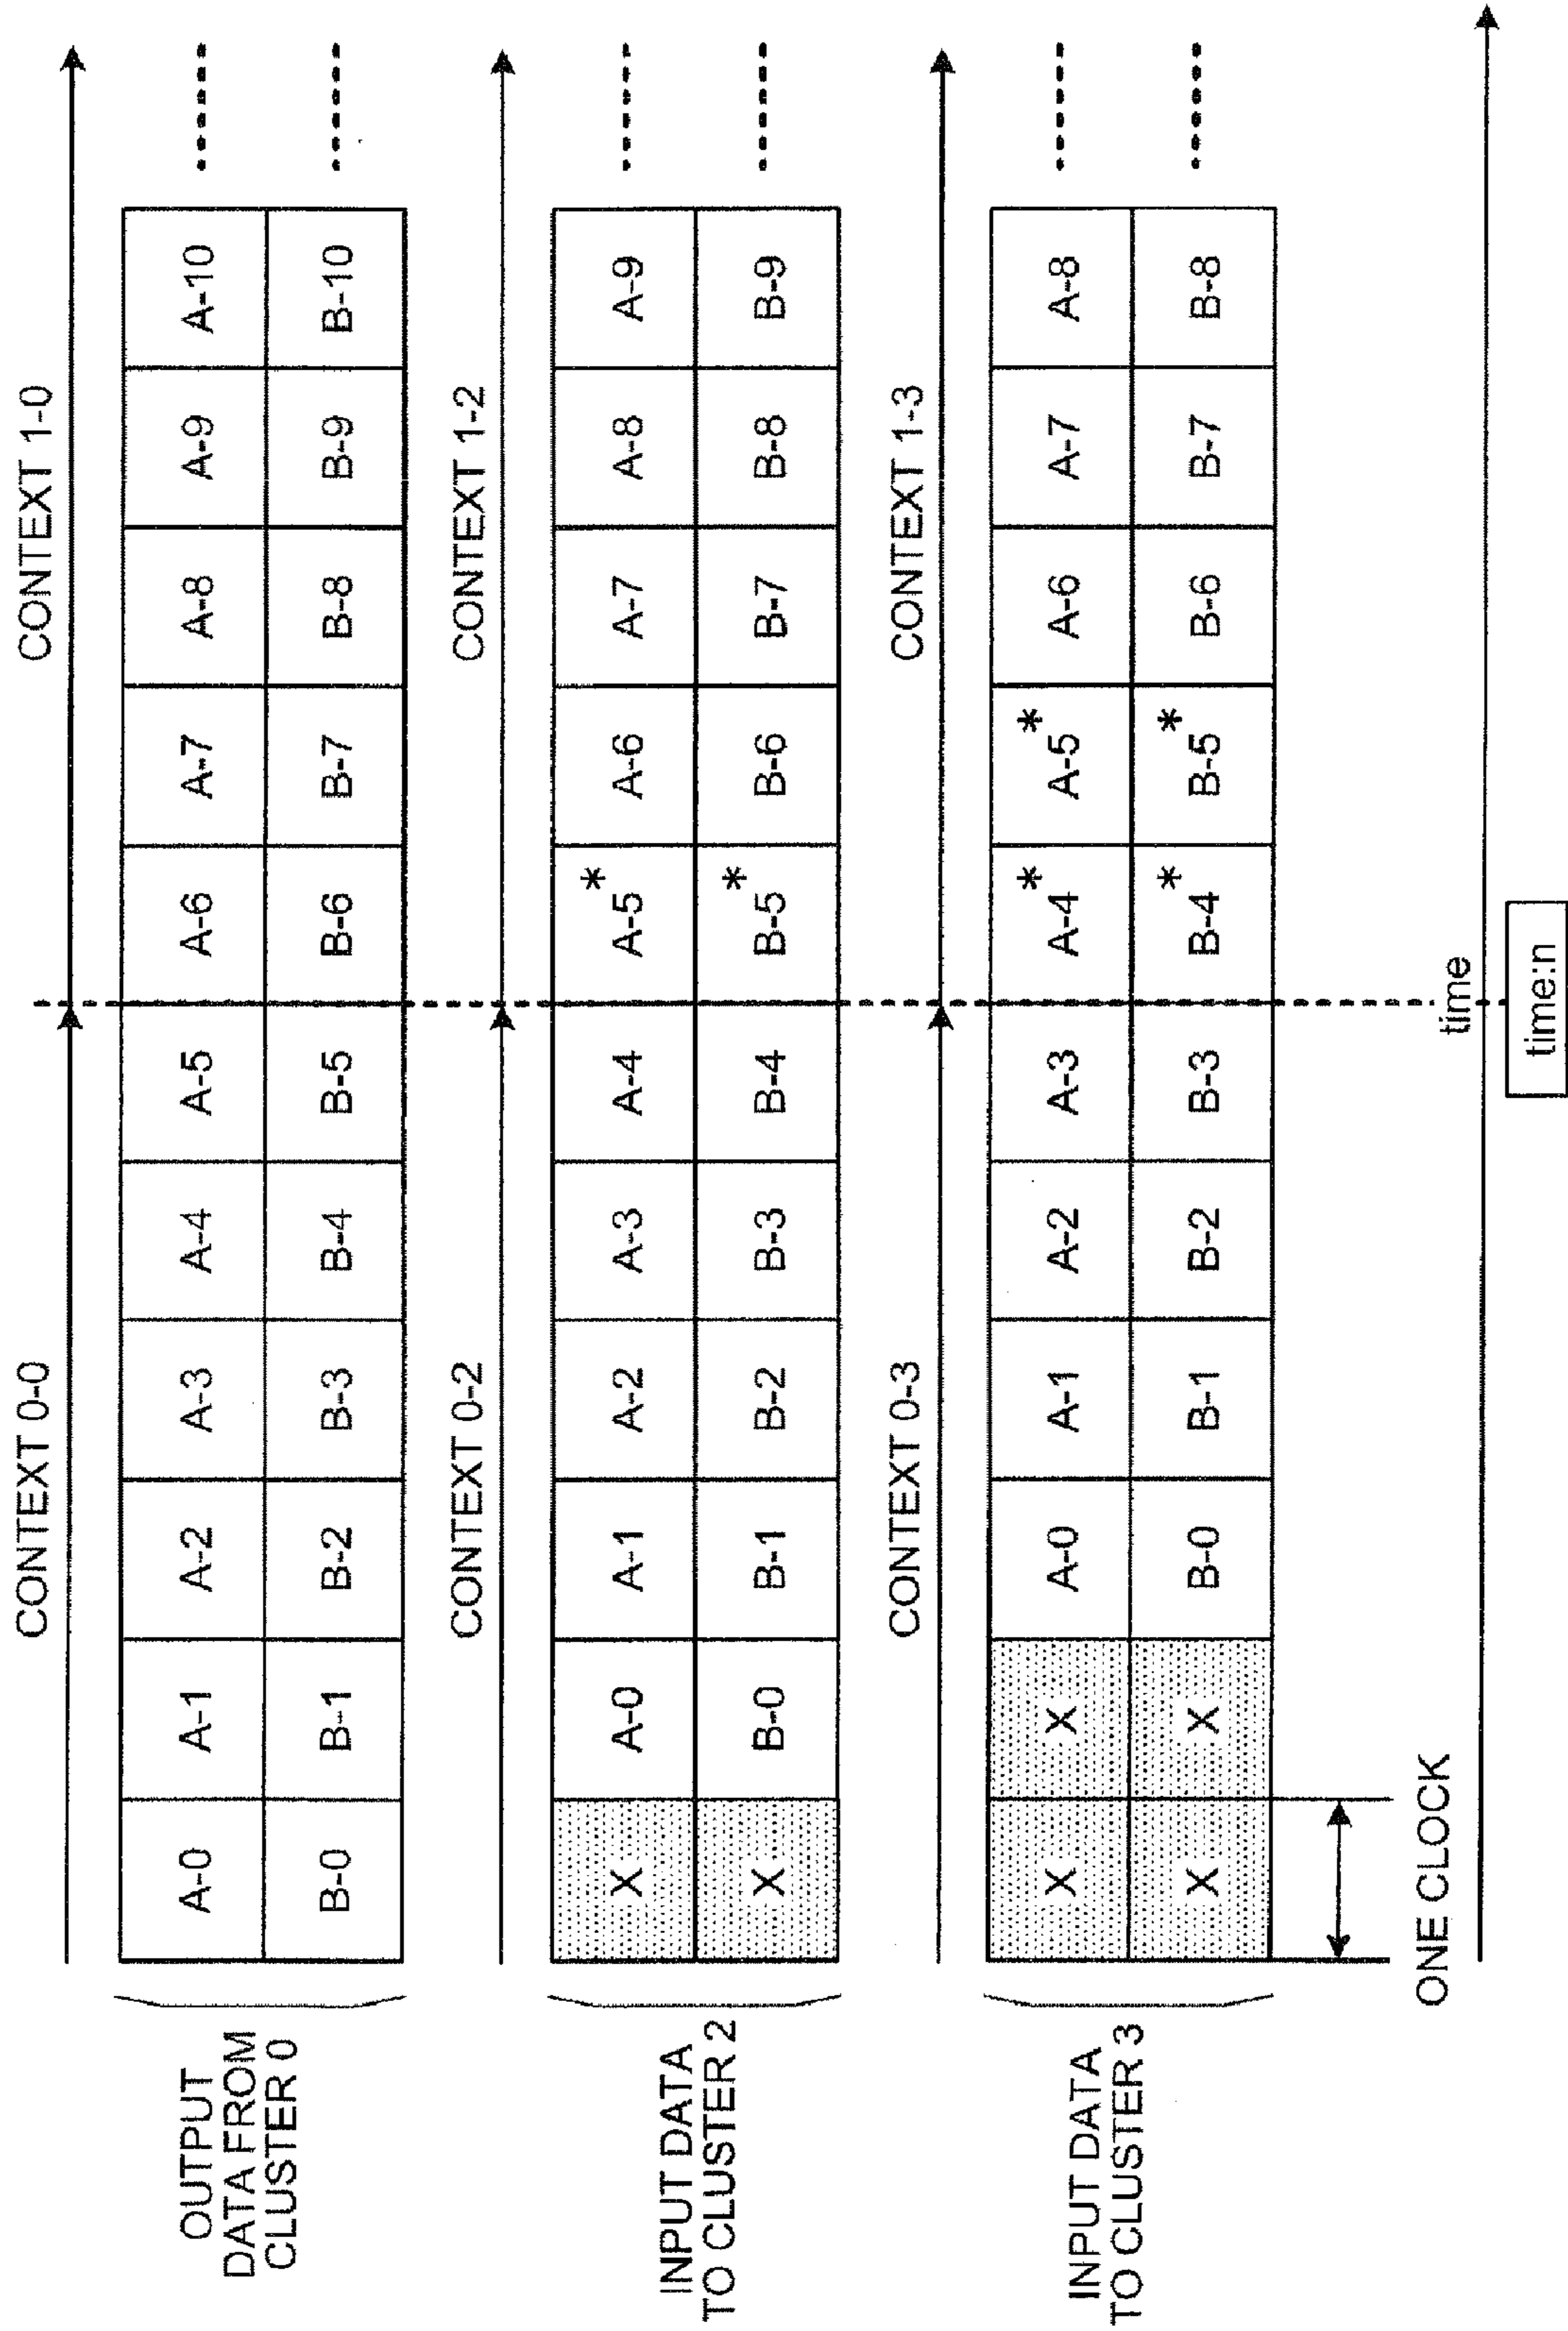 CONTEXT 0-0 CONTEXT 1-0
OUTPUT
DATA FROM
CLUSTER 0
A-0 A-1 A-2 A-3 A-4 A-5 A-6 A-7 A-8 A-9 A-10 ------
B-0 B-1 B-2 B-3 B-4 B-5 B-6 B-7 B-8 B-9 B-10 ------
CONTEXT 0-2 CONTEXT 1-2
INPUT DATA
TO CLUSTER 2
X A-0 A-1 A-2 A-3 A-4 A-5* A-6 A-7 A-8 A-9 ------
X B-0 B-1 B-2 B-3 B-4 B-5* B-6 B-7 B-8 B-9 ------
CONTEXT 0-3 CONTEXT 1-3
INPUT DATA
TO CLUSTER 3
X X A-0 A-1 A-2 A-3 A-4* A-5* A-6 A-7 A-8 ------
X X B-0 B-1 B-2 B-3 B-4* B-5* B-6 B-7 B-8 ------
ONE CLOCK
time
time:n